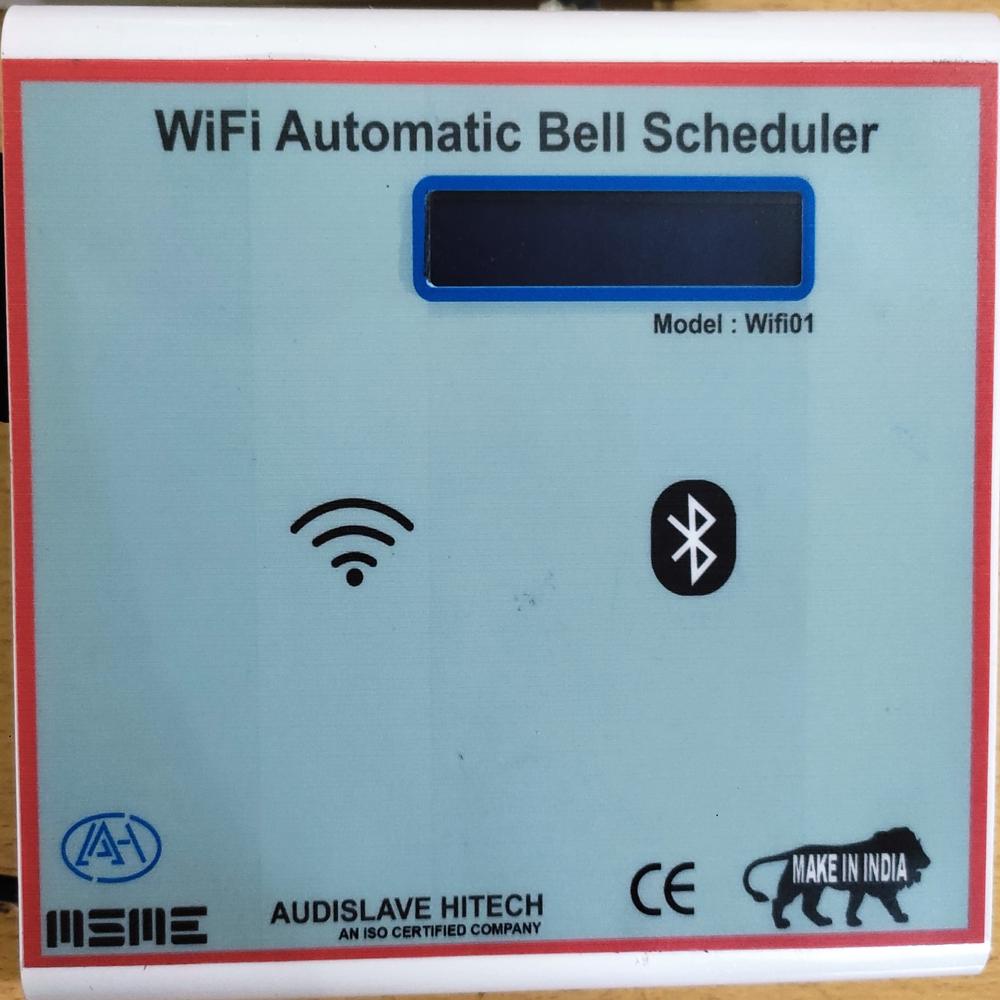 WiFi Automatic Bell Scheduler
Model : Wifi01
AH
MSME
AUDISLAVE HITECH
AN ISO CERTIFIED COMPANY
CE
MAKE IN INDIA